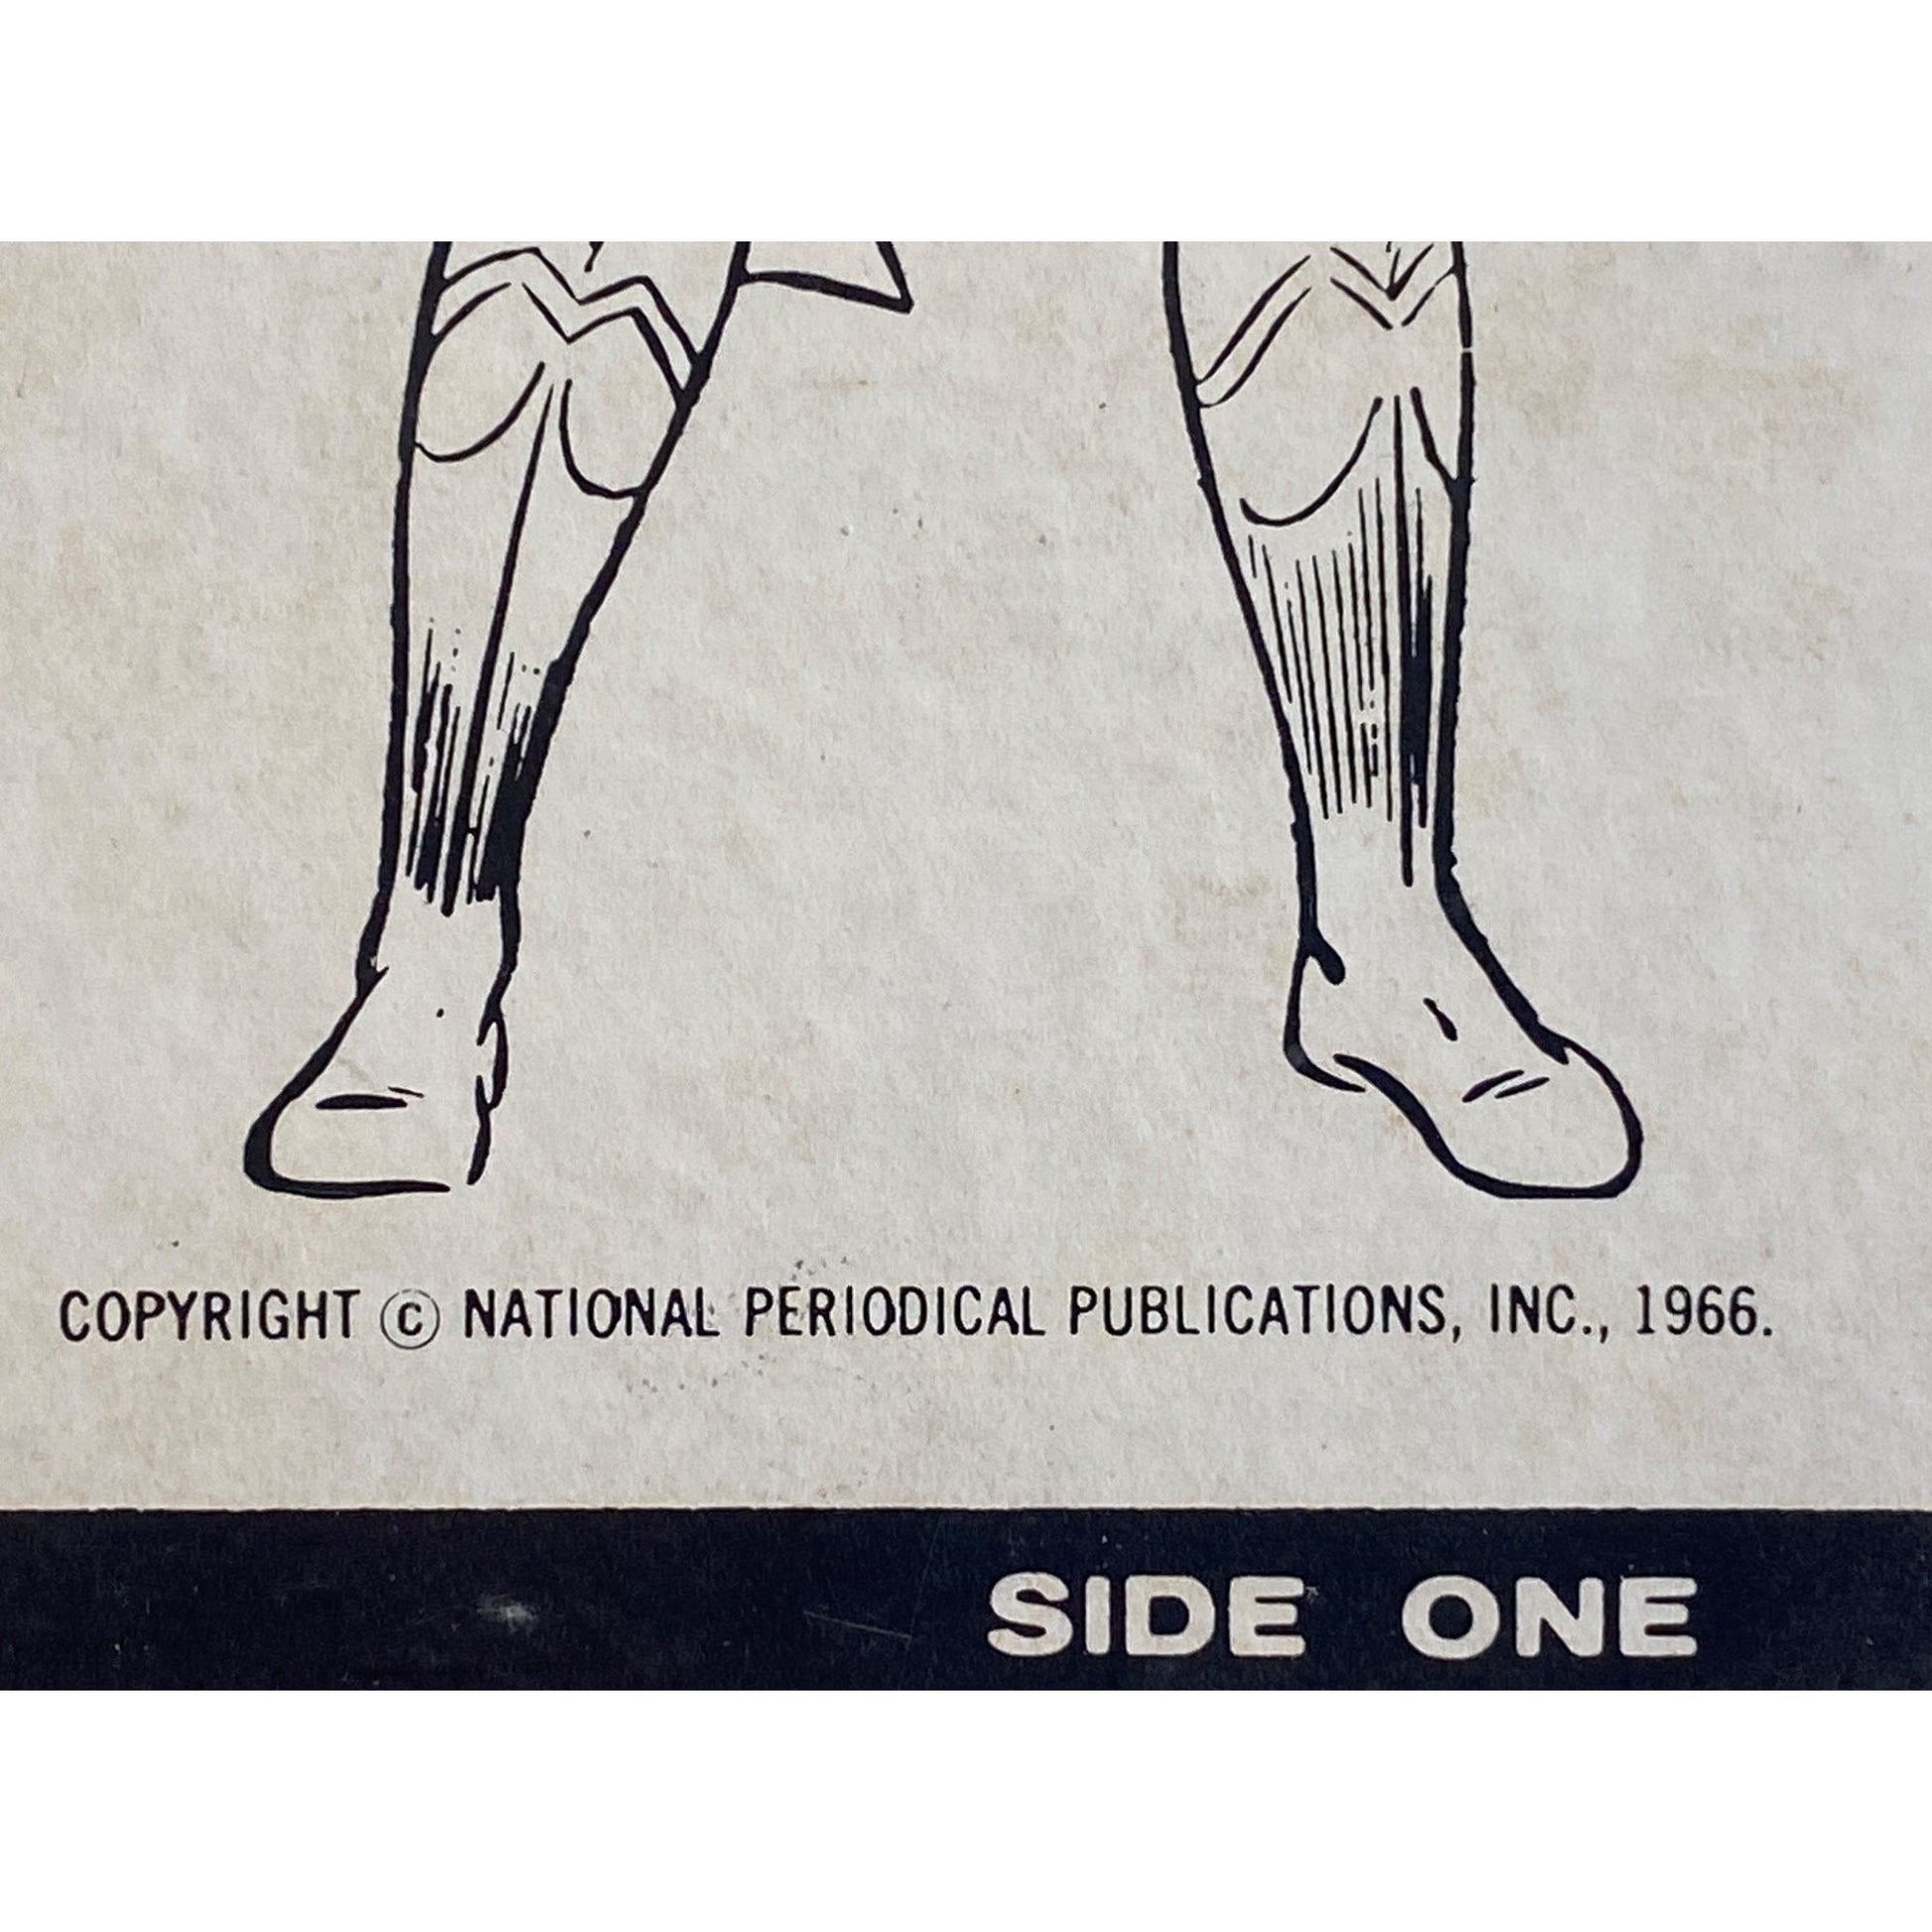 COPYRIGHT © NATIONAL PERIODICAL PUBLICATIONS, INC., 1966.
SIDE ONE